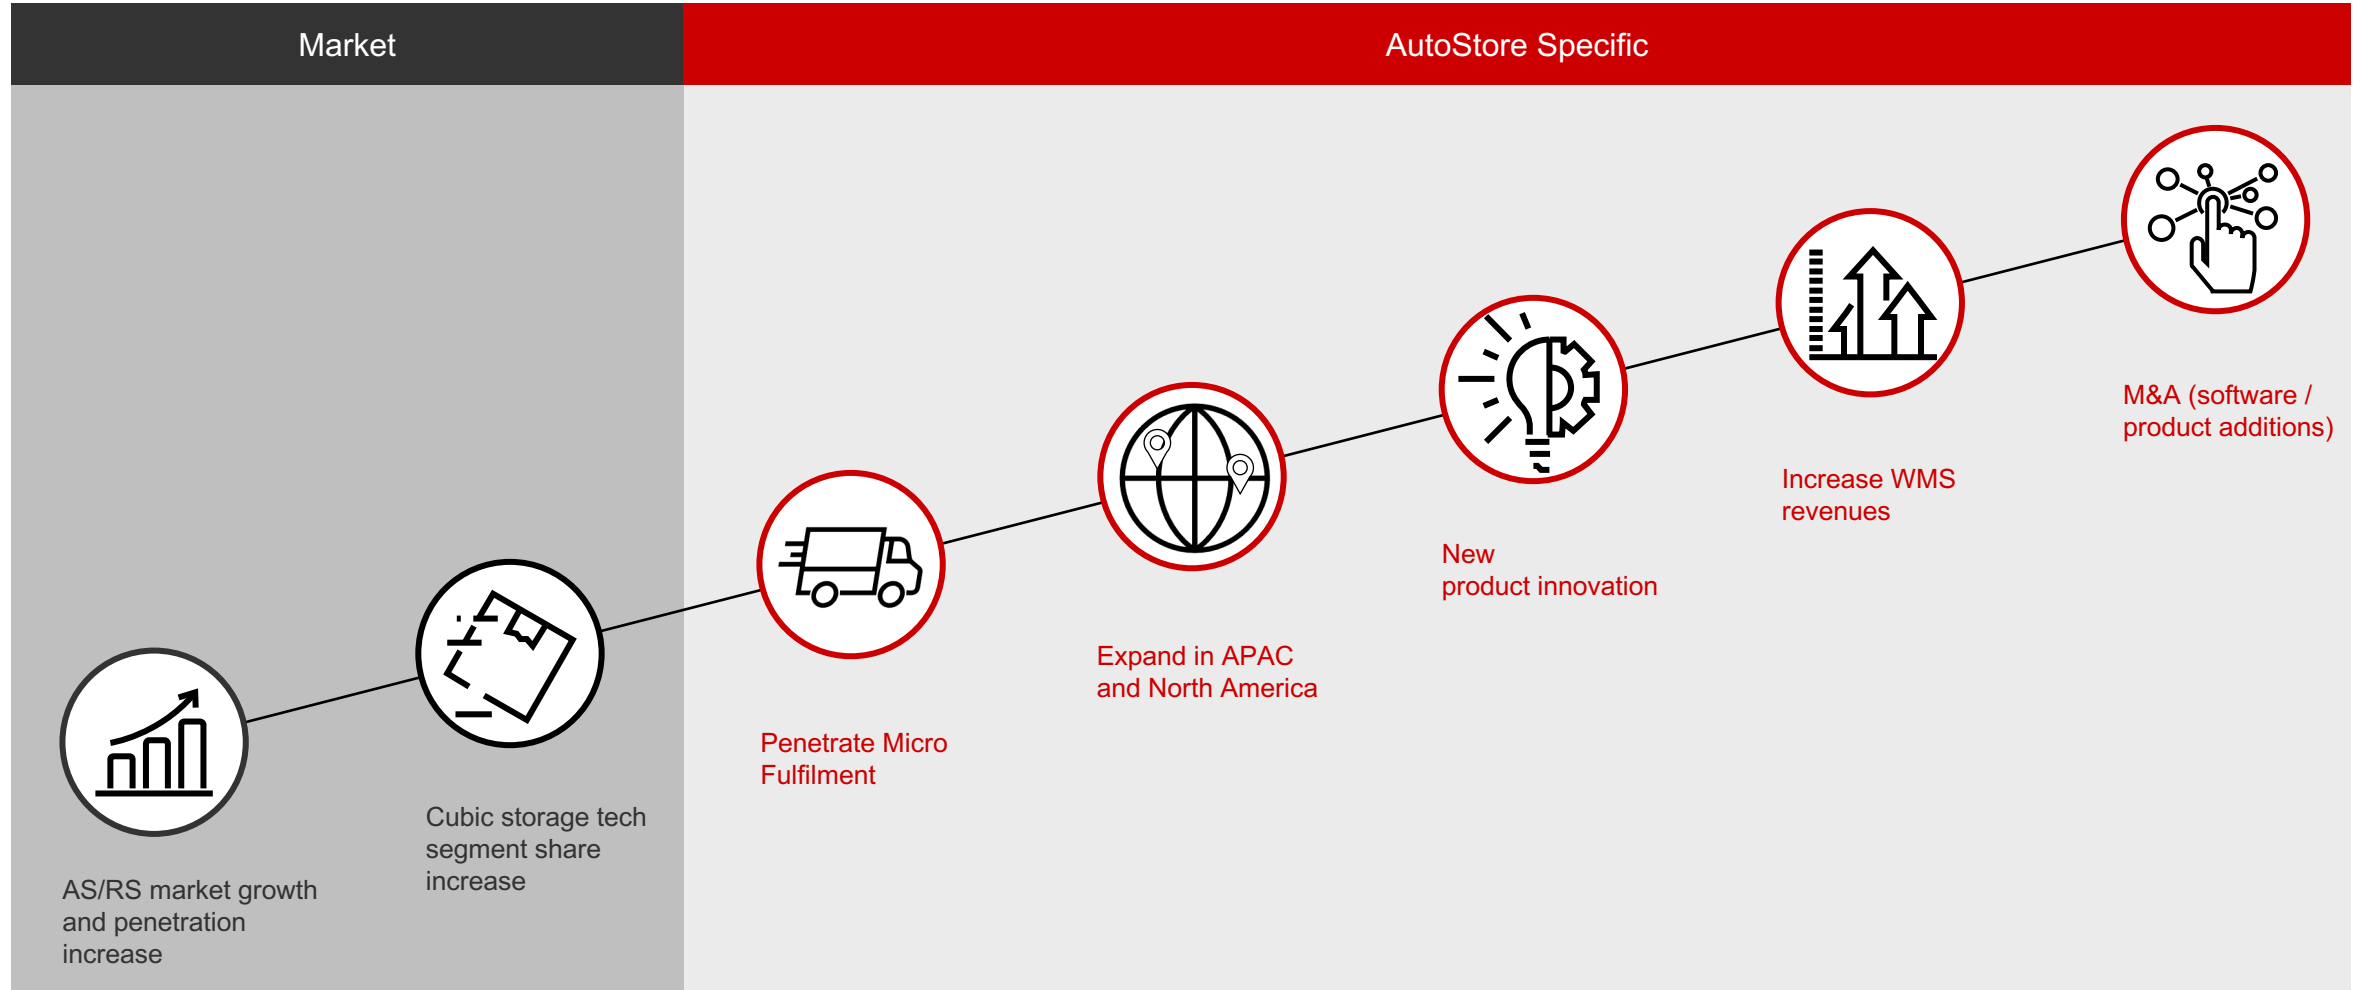 Market
AutoStore Specific
AS/RS market growth
and penetration
increase
Cubic storage tech
segment share
increase
Penetrate Micro
Fulfilment
Expand in APAC
and North America
New
product innovation
Increase WMS
revenues
M&A (software /
product additions)